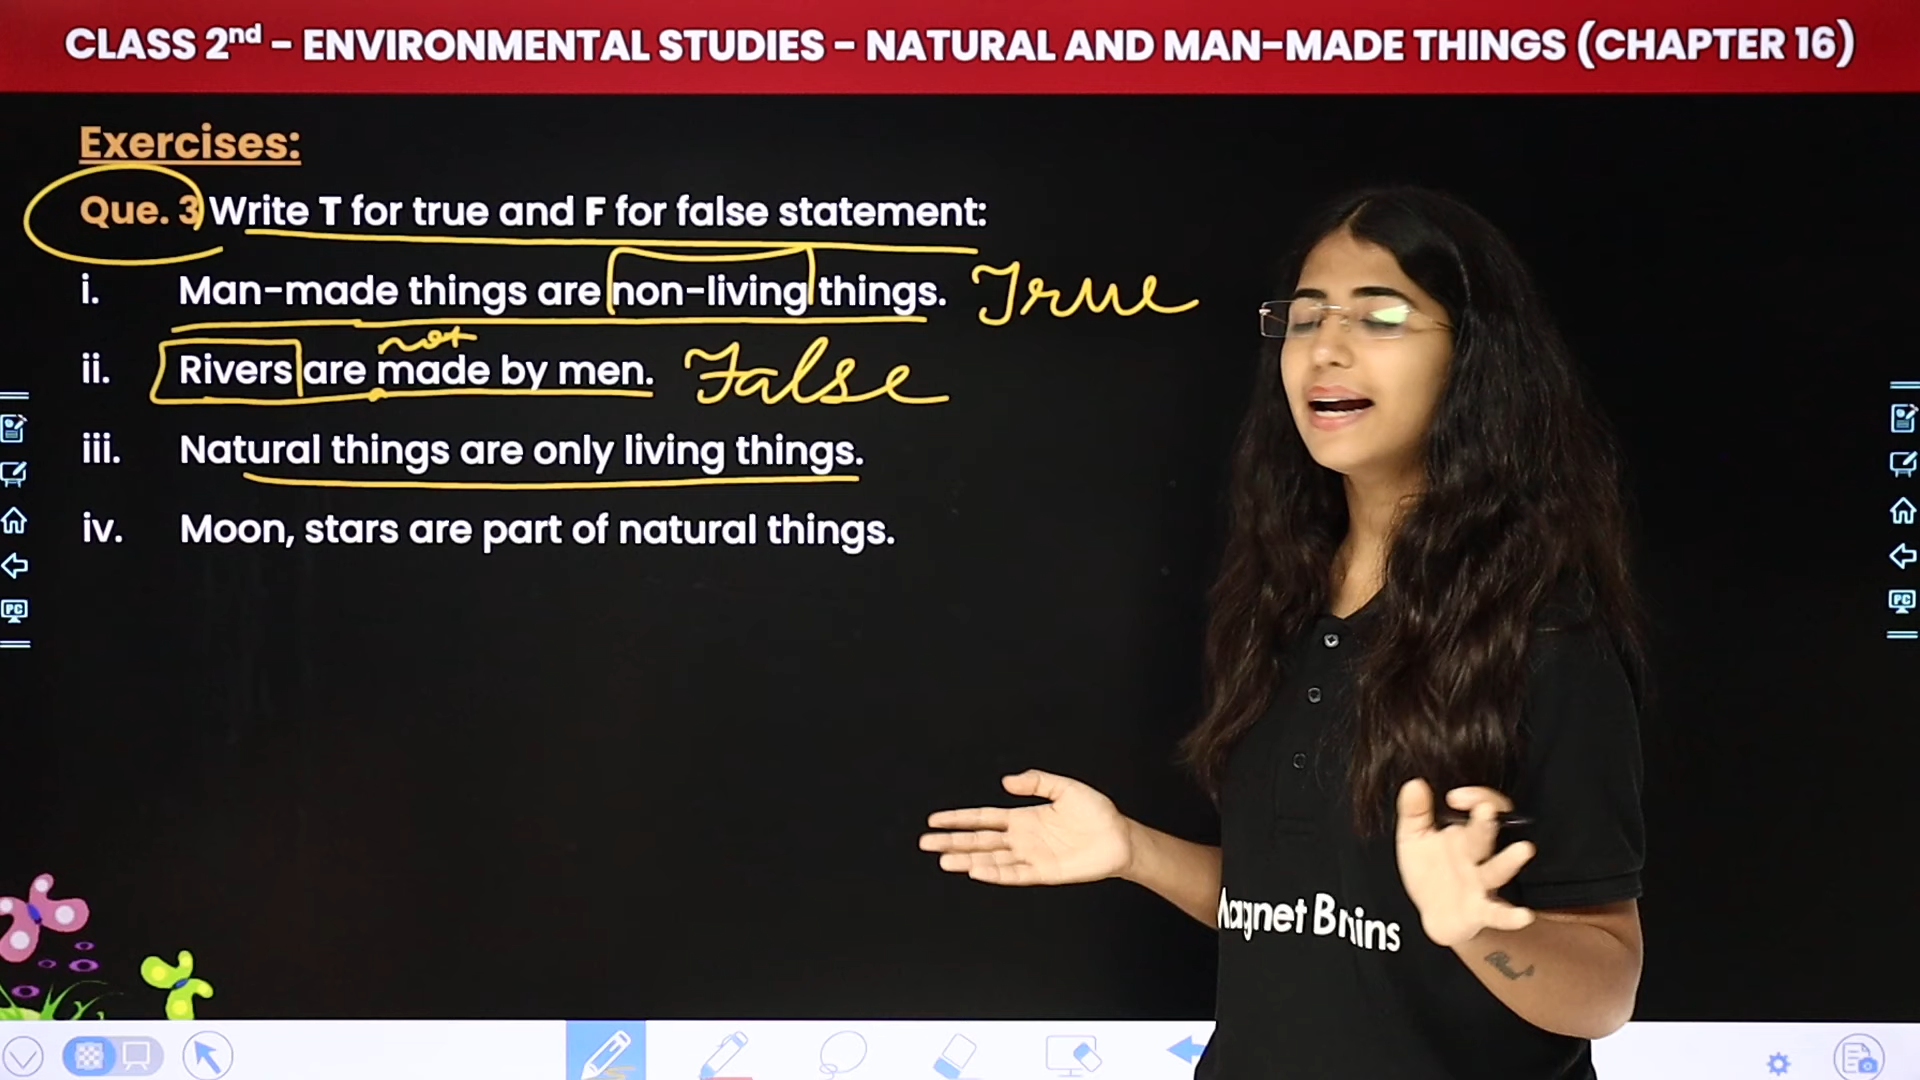 CLASS 2nd - ENVIRONMENTAL STUDIES - NATURAL AND MAN-MADE THINGS (CHAPTER 16)
Exercises:
Que. 3 Write T for true and F for false statement:
i. Man-made things are non-living things. True
not
ii. Rivers are made by men. False
iii. Natural things are only living things.
iv. Moon, stars are part of natural things.
PC
PC
Magnet Brains